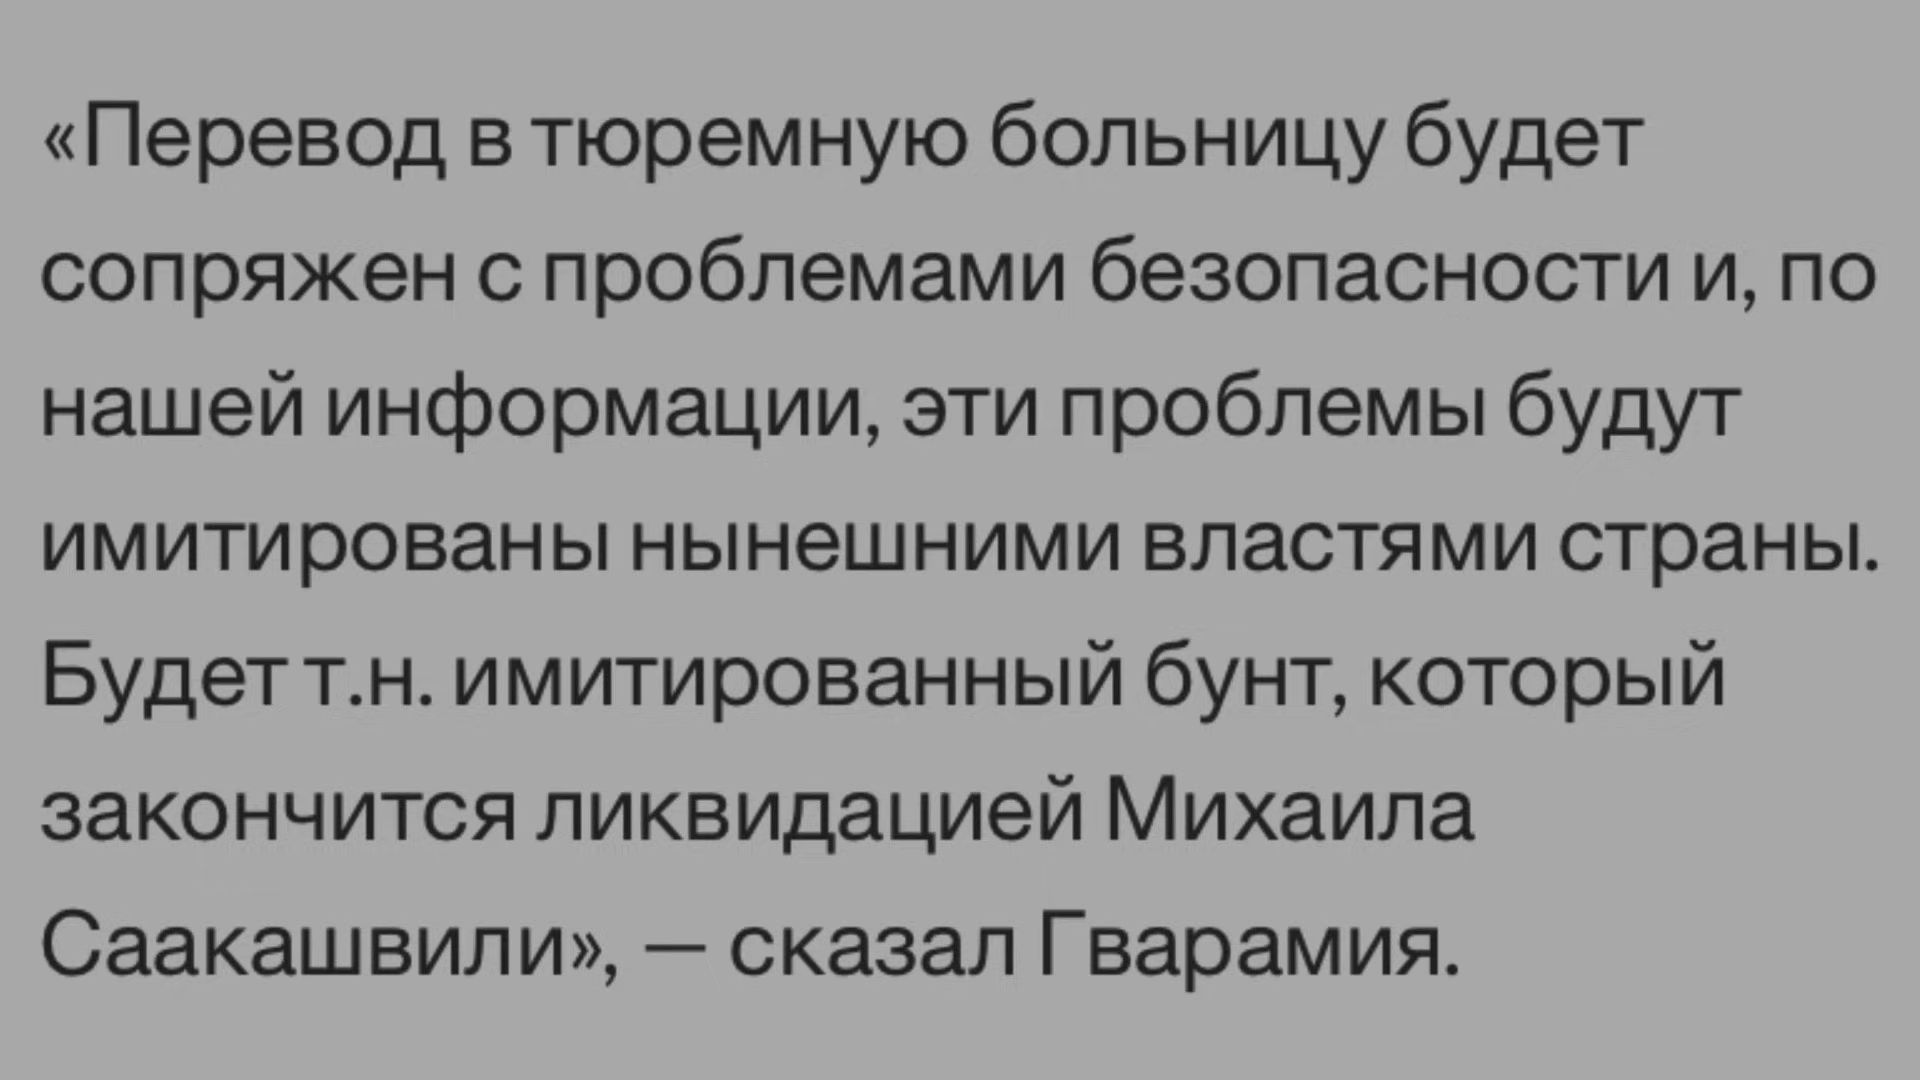 «Перевод в тюремную больницу будет
сопряжен с проблемами безопасности и, по
нашей информации, эти проблемы будут
имитированы нынешними властями страны.
Будет т.н. имитированный бунт, который
закончится ликвидацией Михаила
Саакашвили», — сказал Гварамия.